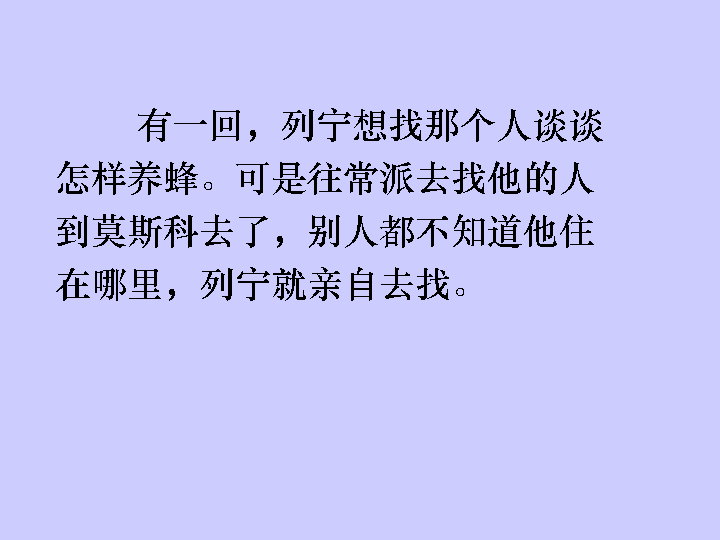 有一回，列宁想找那个人谈谈
怎样养蜂。可是往常派去找他的人
到莫斯科去了，别人都不知道他住
在哪里，列宁就亲自去找。